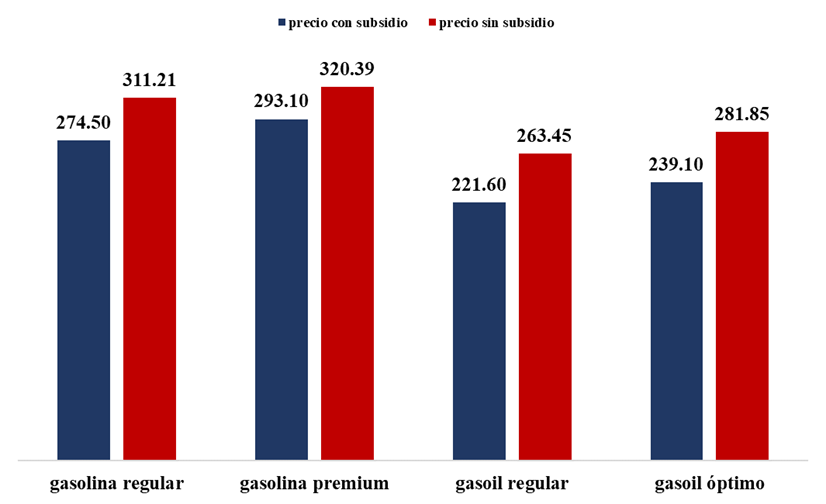 precio con subsidio precio sin subsidio
274.50 311.21 293.10 320.39 221.60 263.45 239.10 281.85
gasolina regular gasolina premium gasoil regular gasoil óptimo